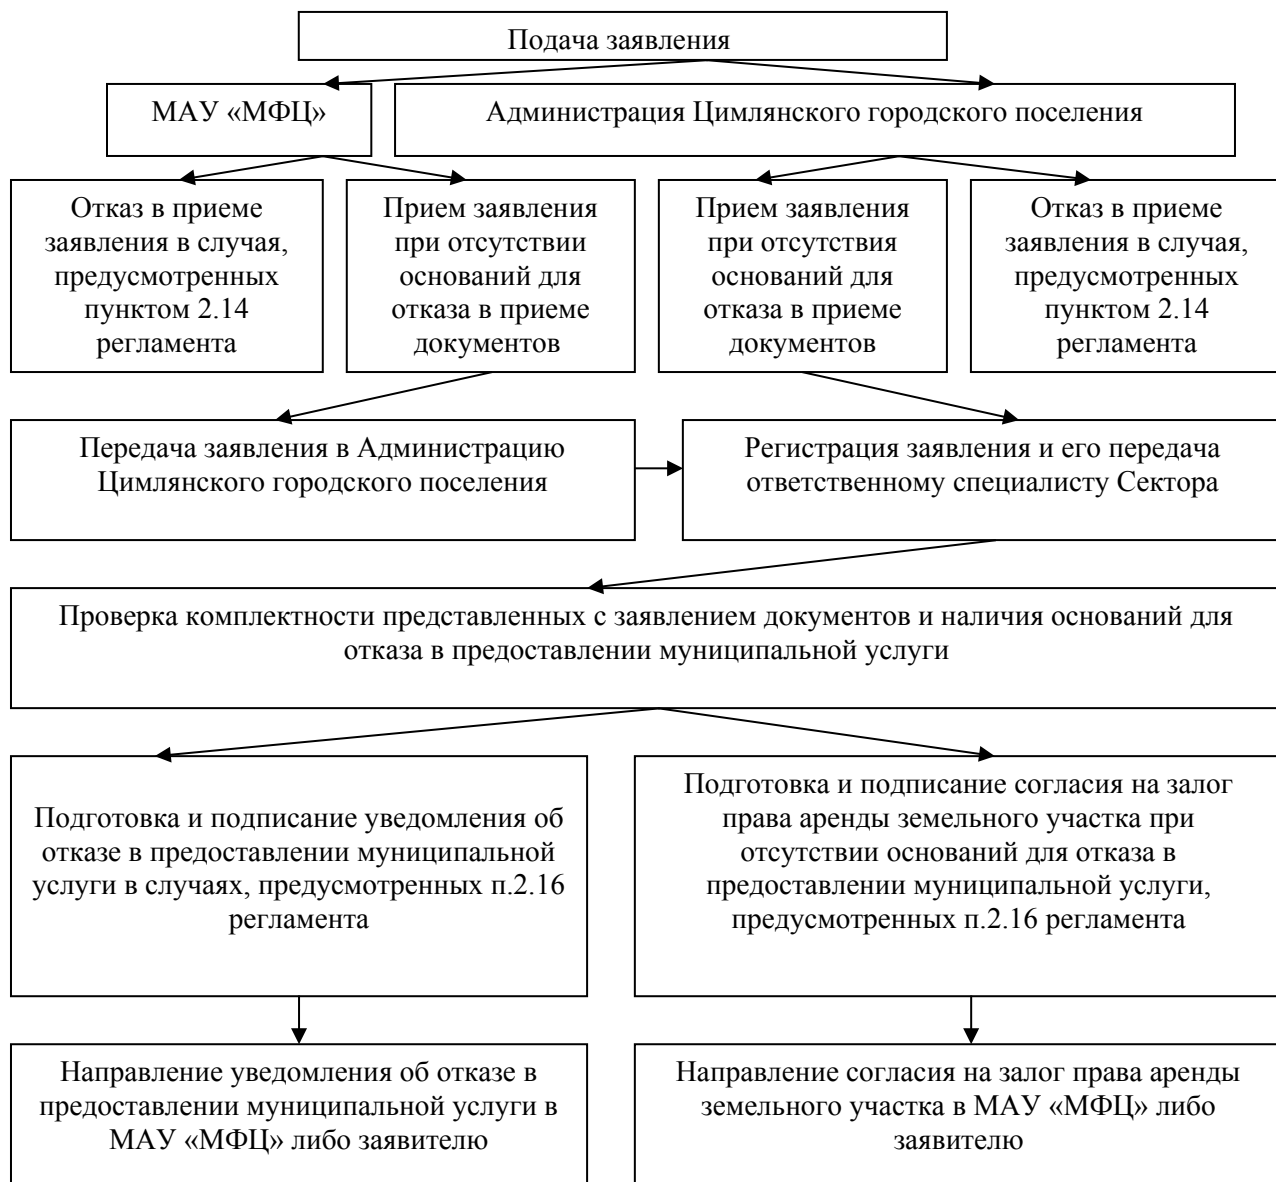 Подача заявления
МАУ «МФЦ»
Администрация Цимлянского городского поселения
Отказ в приеме
заявления в случая,
предусмотренных
пунктом 2.14
регламента
Прием заявления
при отсутствии
оснований для
отказа в приеме
документов
Прием заявления
при отсутствия
оснований для
отказа в приеме
документов
Отказ в приеме
заявления в случая,
предусмотренных
пунктом 2.14
регламента
Передача заявления в Администрацию
Цимлянского городского поселения
Регистрация заявления и его передача
ответственному специалисту Сектора
Проверка комплектности представленных с заявлением документов и наличия оснований для
отказа в предоставлении муниципальной услуги
Подготовка и подписание уведомления об
отказе в предоставлении муниципальной
услуги в случаях, предусмотренных п.2.16
регламента
Подготовка и подписание согласия на залог
права аренды земельного участка при
отсутствии оснований для отказа в
предоставлении муниципальной услуги,
предусмотренных п.2.16 регламента
Направление уведомления об отказе в
предоставлении муниципальной услуги в
МАУ «МФЦ» либо заявителю
Направление согласия на залог права аренды
земельного участка в МАУ «МФЦ» либо
заявителю